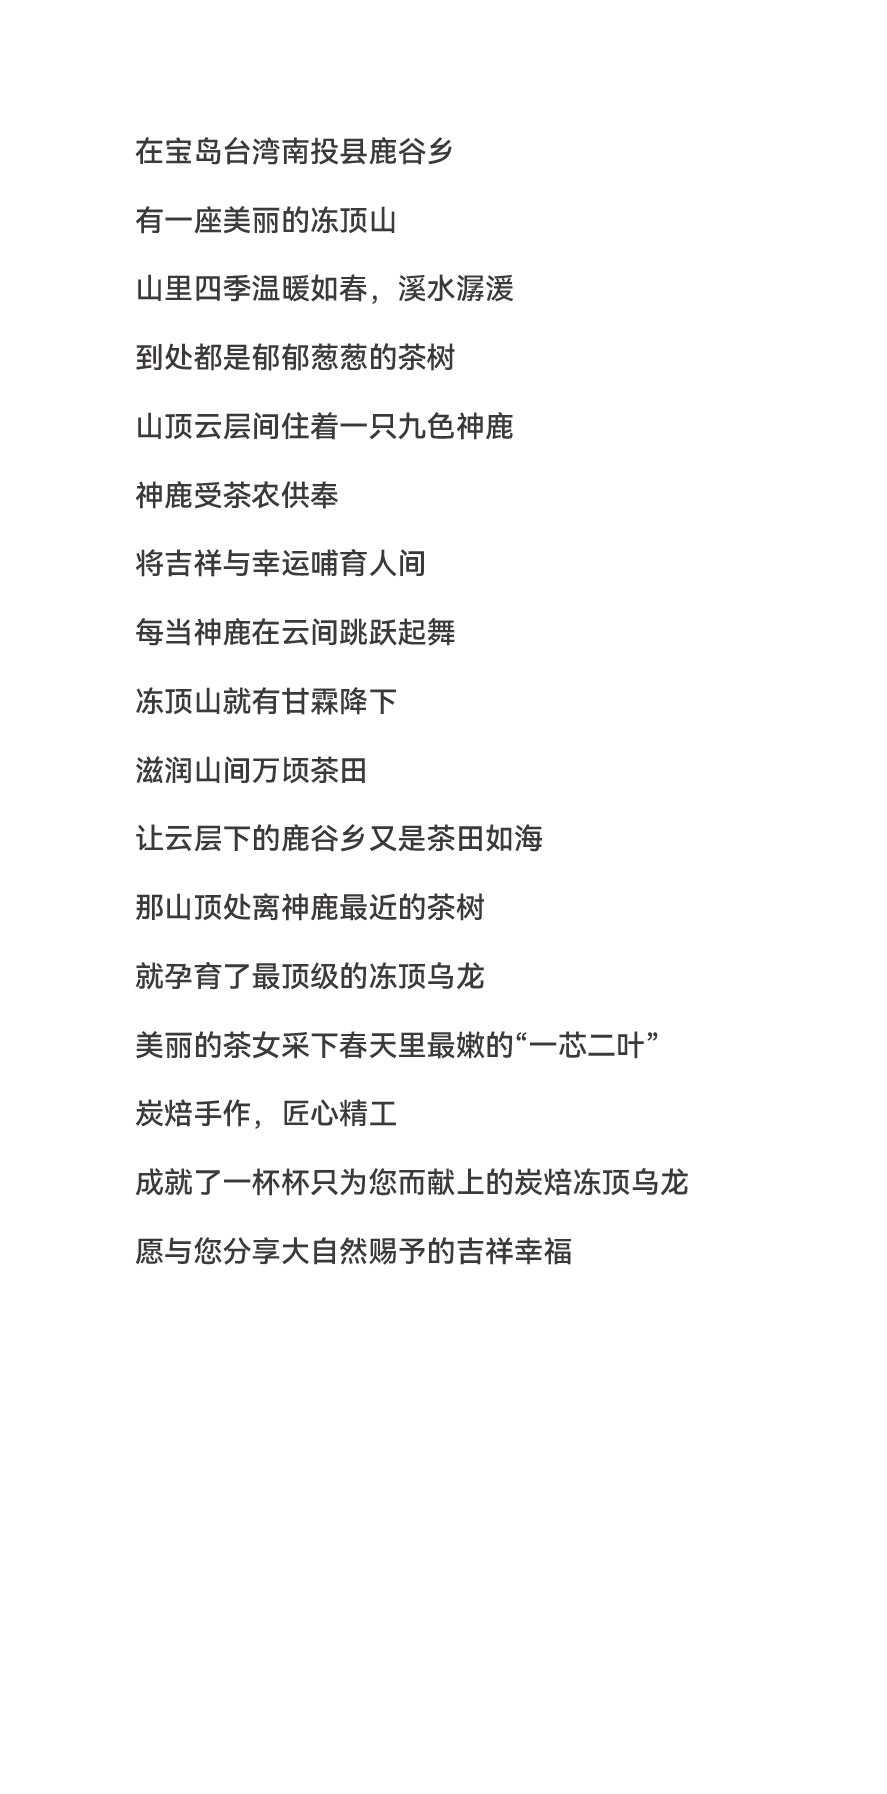 在宝岛台湾南投县鹿谷乡
有一座美丽的冻顶山
山里四季温暖如春，溪水潺湲
到处都是郁郁葱葱的茶树
山顶云层间住着一只九色神鹿
神鹿受茶农供奉
将吉祥与幸运哺育人间
每当神鹿在云间跳跃起舞
冻顶山就有甘霖降下
滋润山间万顷茶田
让云层下的鹿谷乡又是茶田如海
那山顶处离神鹿最近的茶树
就孕育了最顶级的冻顶乌龙
美丽的茶女采下春天里最嫩的“一芯二叶”
炭焙手作，匠心精工
成就了一杯杯只为您而献上的炭焙冻顶乌龙
愿与您分享大自然赐予的吉祥幸福